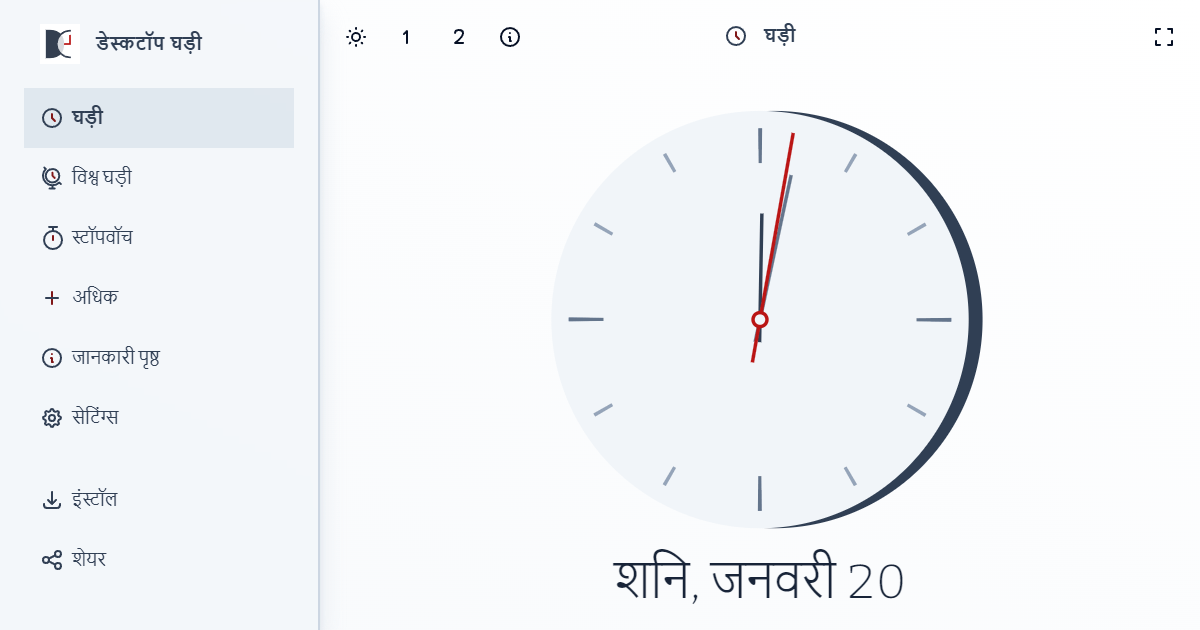 डेस्कटॉप घड़ी
घड़ी
विश्व घड़ी
स्टॉपवॉच
अधिक
जानकारी पृष्ठ
सेटिंग्स
इंस्टॉल
शेयर
1 2
घड़ी
शनि, जनवरी 20